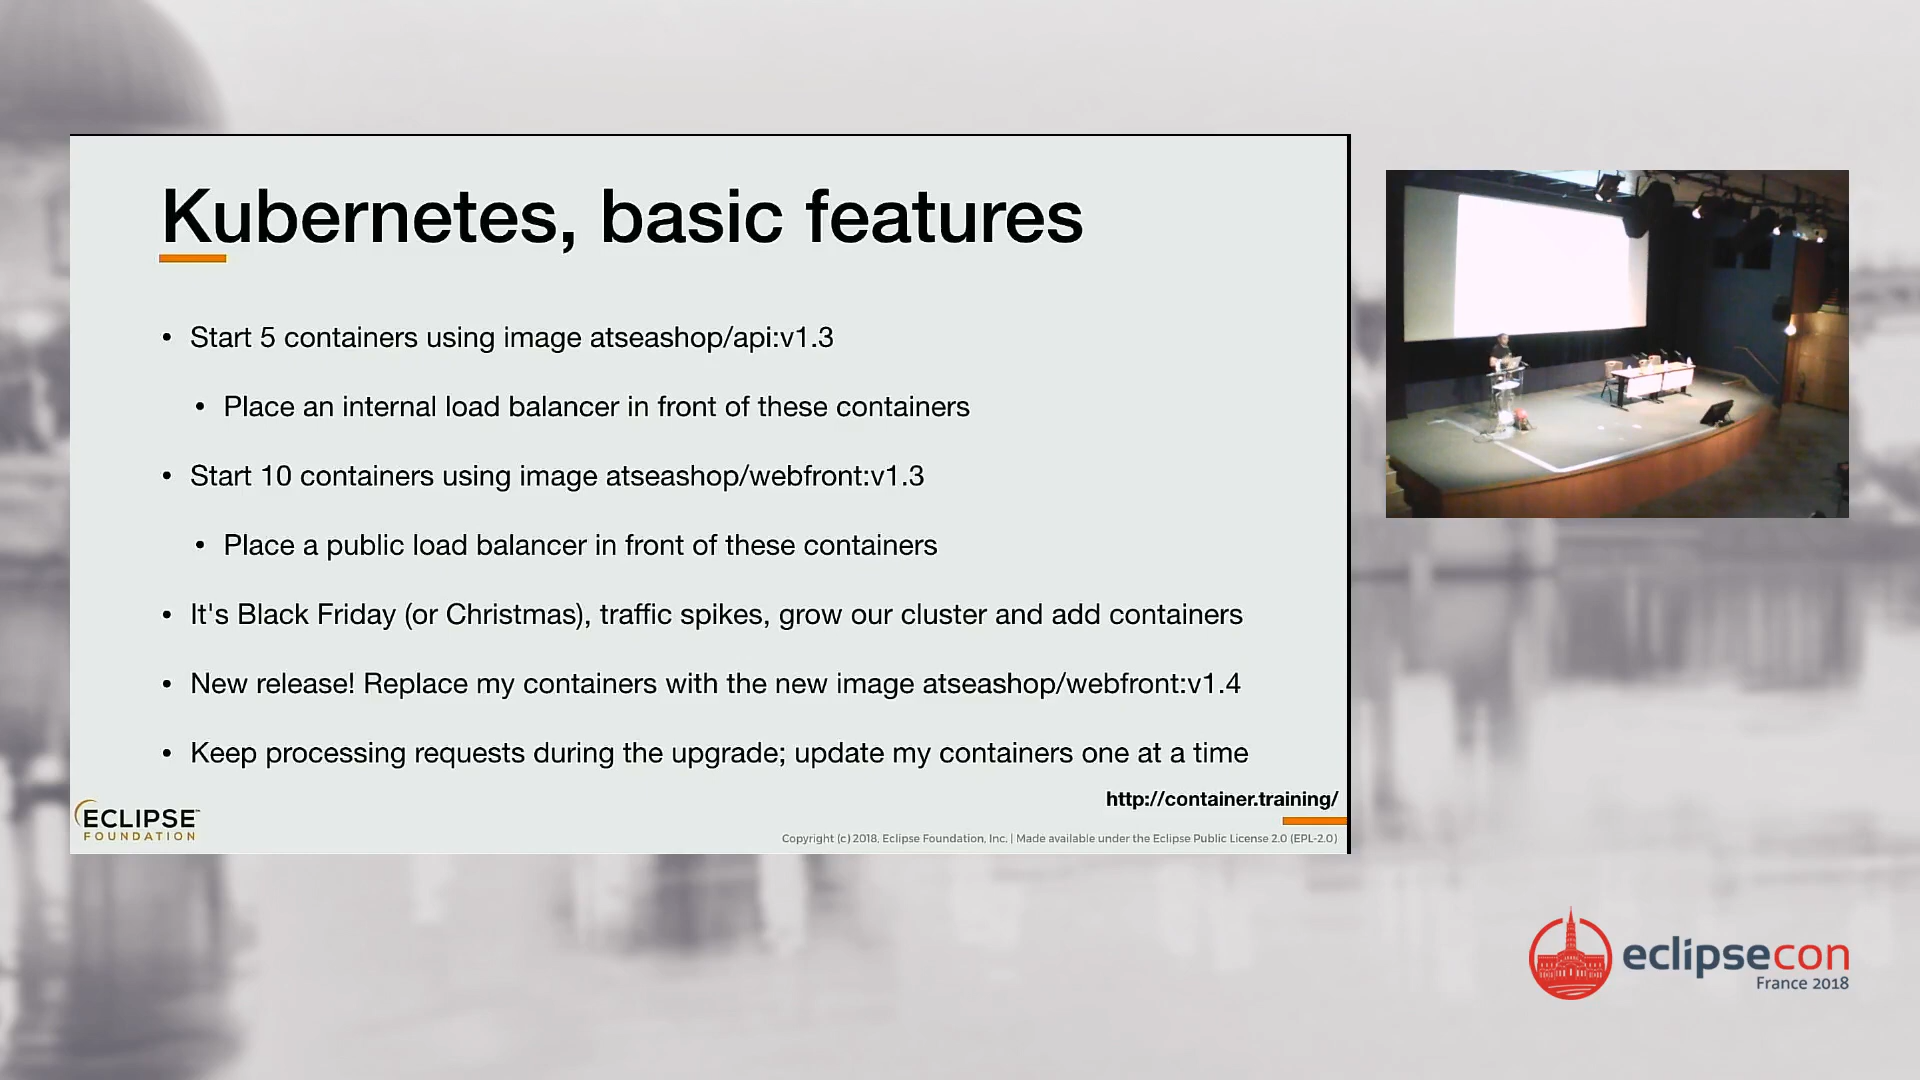 Kubernetes, basic features
• Start 5 containers using image atseashop/api:v1.3
• Place an internal load balancer in front of these containers
• Start 10 containers using image atseashop/webfront:v1.3
• Place a public load balancer in front of these containers
• It's Black Friday (or Christmas), traffic spikes, grow our cluster and add containers
• New release! Replace my containers with the new image atseashop/webfront:v1.4
• Keep processing requests during the upgrade; update my containers one at a time
http://container.training/
ECLIPSE™
FOUNDATION
Copyright (c) 2018, Eclipse Foundation, Inc. | Made available under the Eclipse Public License 2.0 (EPL-2.0)
eclipsecon
France 2018